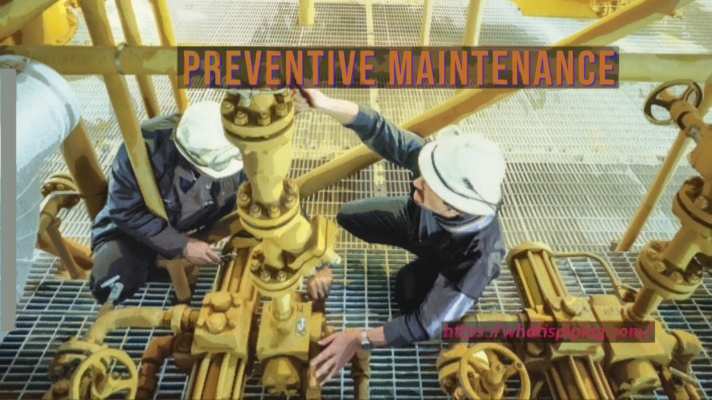 PREVENTIVE MAINTENANCE
https://whatispiping.com/